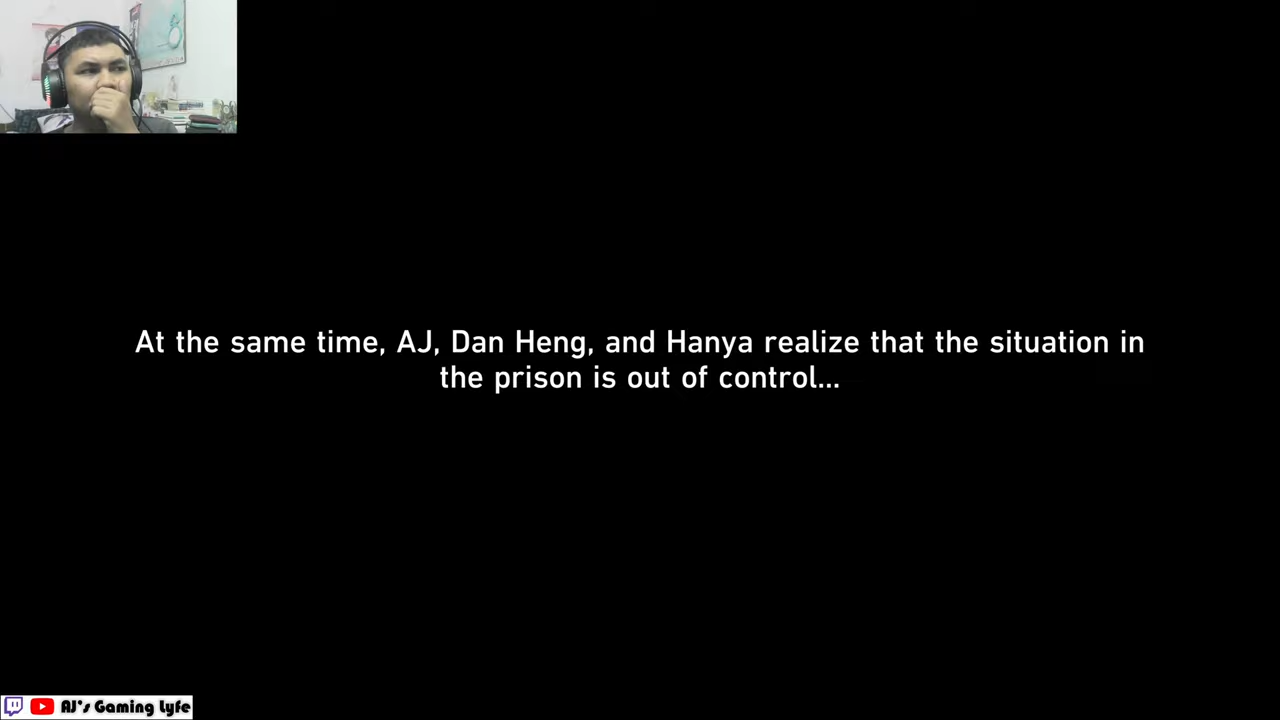 At the same time, AJ, Dan Heng, and Hanya realize that the situation in
the prison is out of control...
AJ's Gaming Lyfe